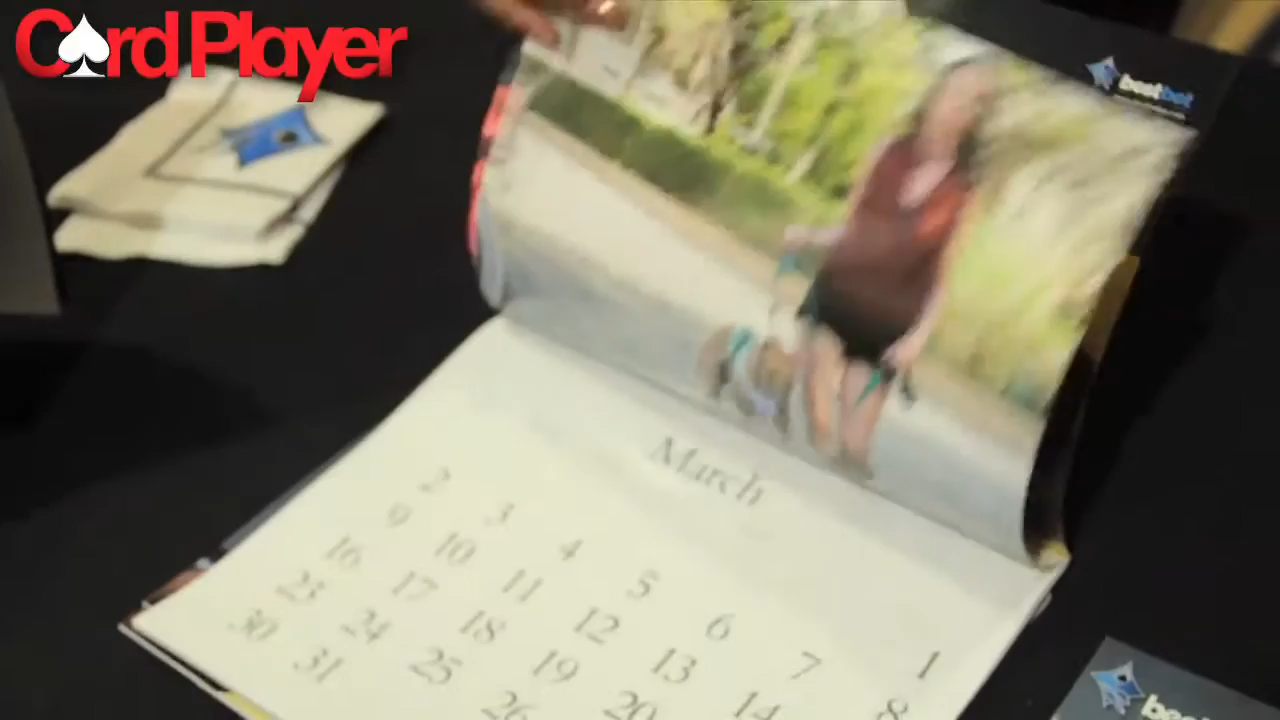 Card Player
bestbet
March
1
2 3 4 5 6 7 8
9 10 11 12 13 14
16 17 18 19 20
23 24 25 26
30 31